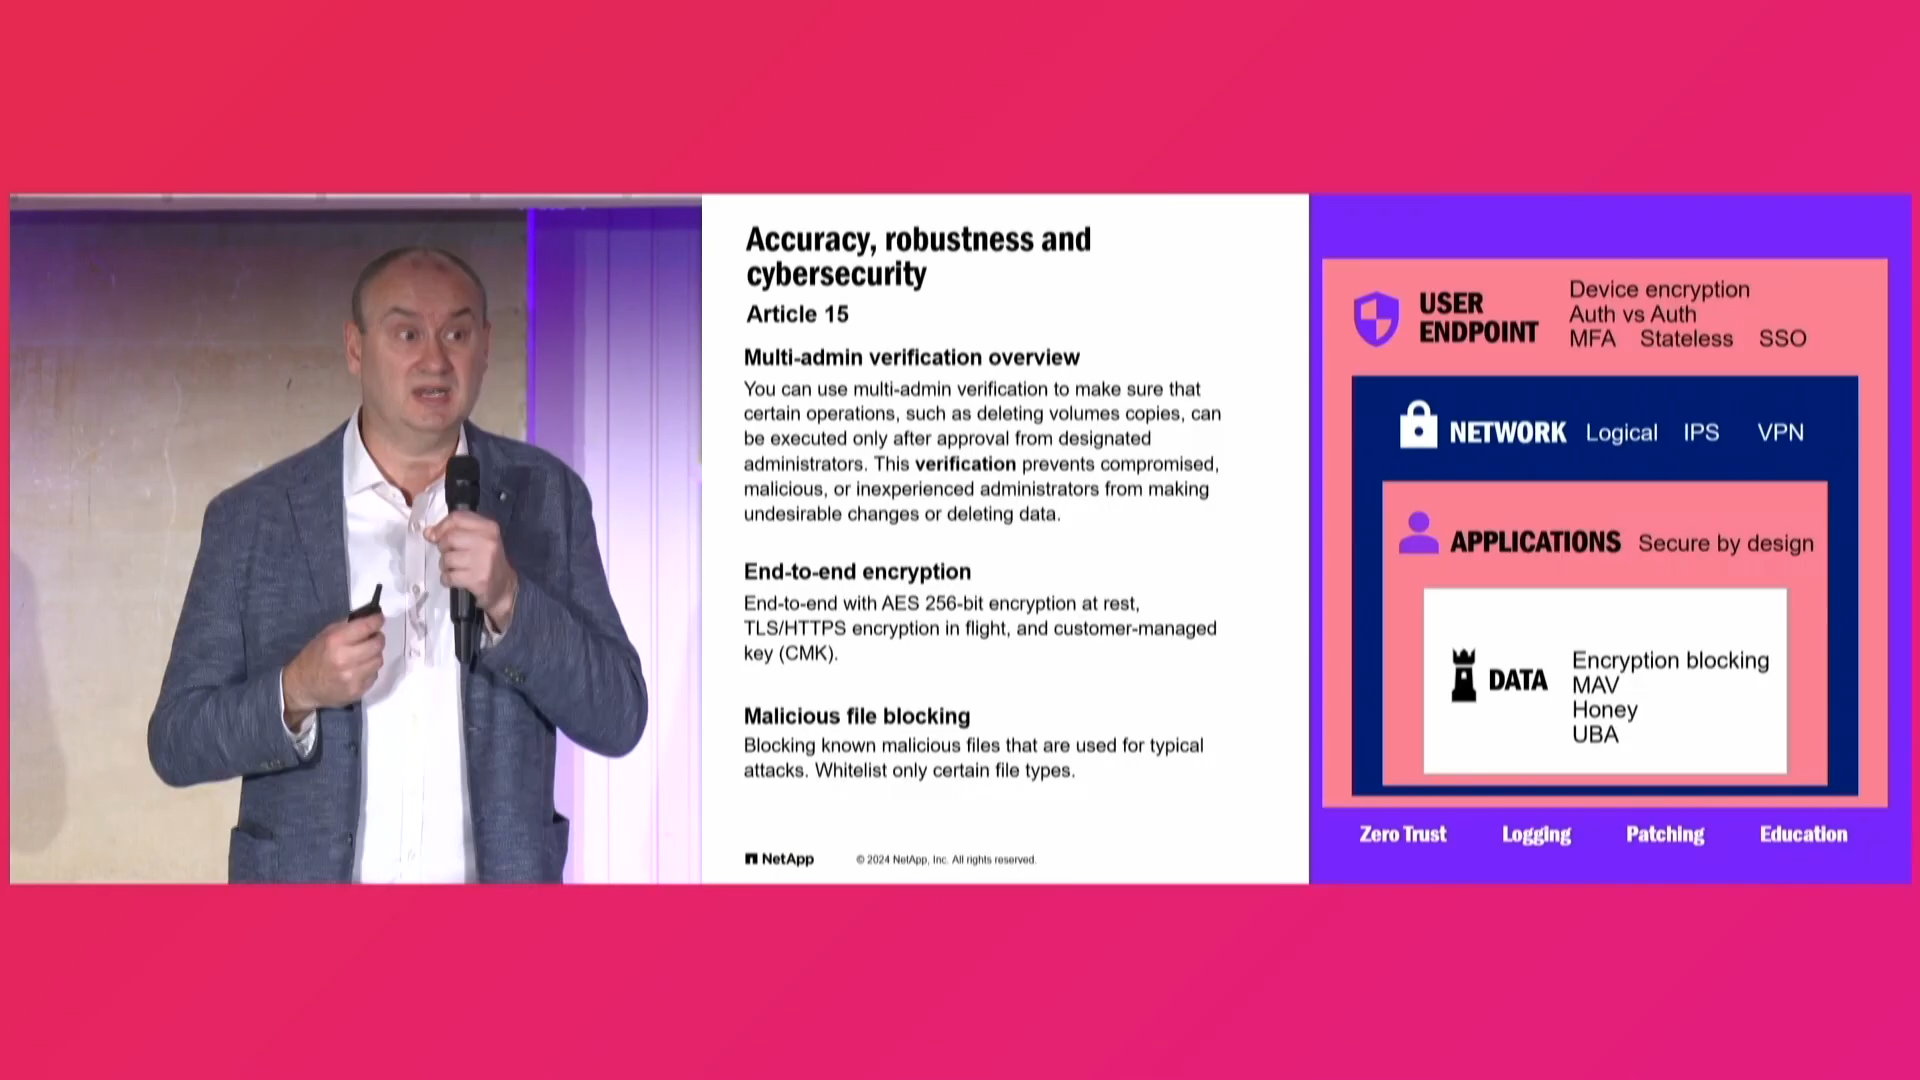 Accuracy, robustness and
cybersecurity
Article 15
Multi-admin verification overview
You can use multi-admin verification to make sure that
certain operations, such as deleting volumes copies, can
be executed only after approval from designated
administrators. This verification prevents compromised,
malicious, or inexperienced administrators from making
undesirable changes or deleting data.
End-to-end encryption
End-to-end with AES 256-bit encryption at rest,
TLS/HTTPS encryption in flight, and customer-managed
key (CMK).
Malicious file blocking
Blocking known malicious files that are used for typical
attacks. Whitelist only certain file types.
NetApp
© 2024 NetApp, Inc. All rights reserved.
USER
ENDPOINT
Device encryption
Auth vs Auth
MFA Stateless SSO
NETWORK Logical IPS VPN
APPLICATIONS Secure by design
DATA
Encryption blocking
MAV
Honey
UBA
Zero Trust Logging Patching Education